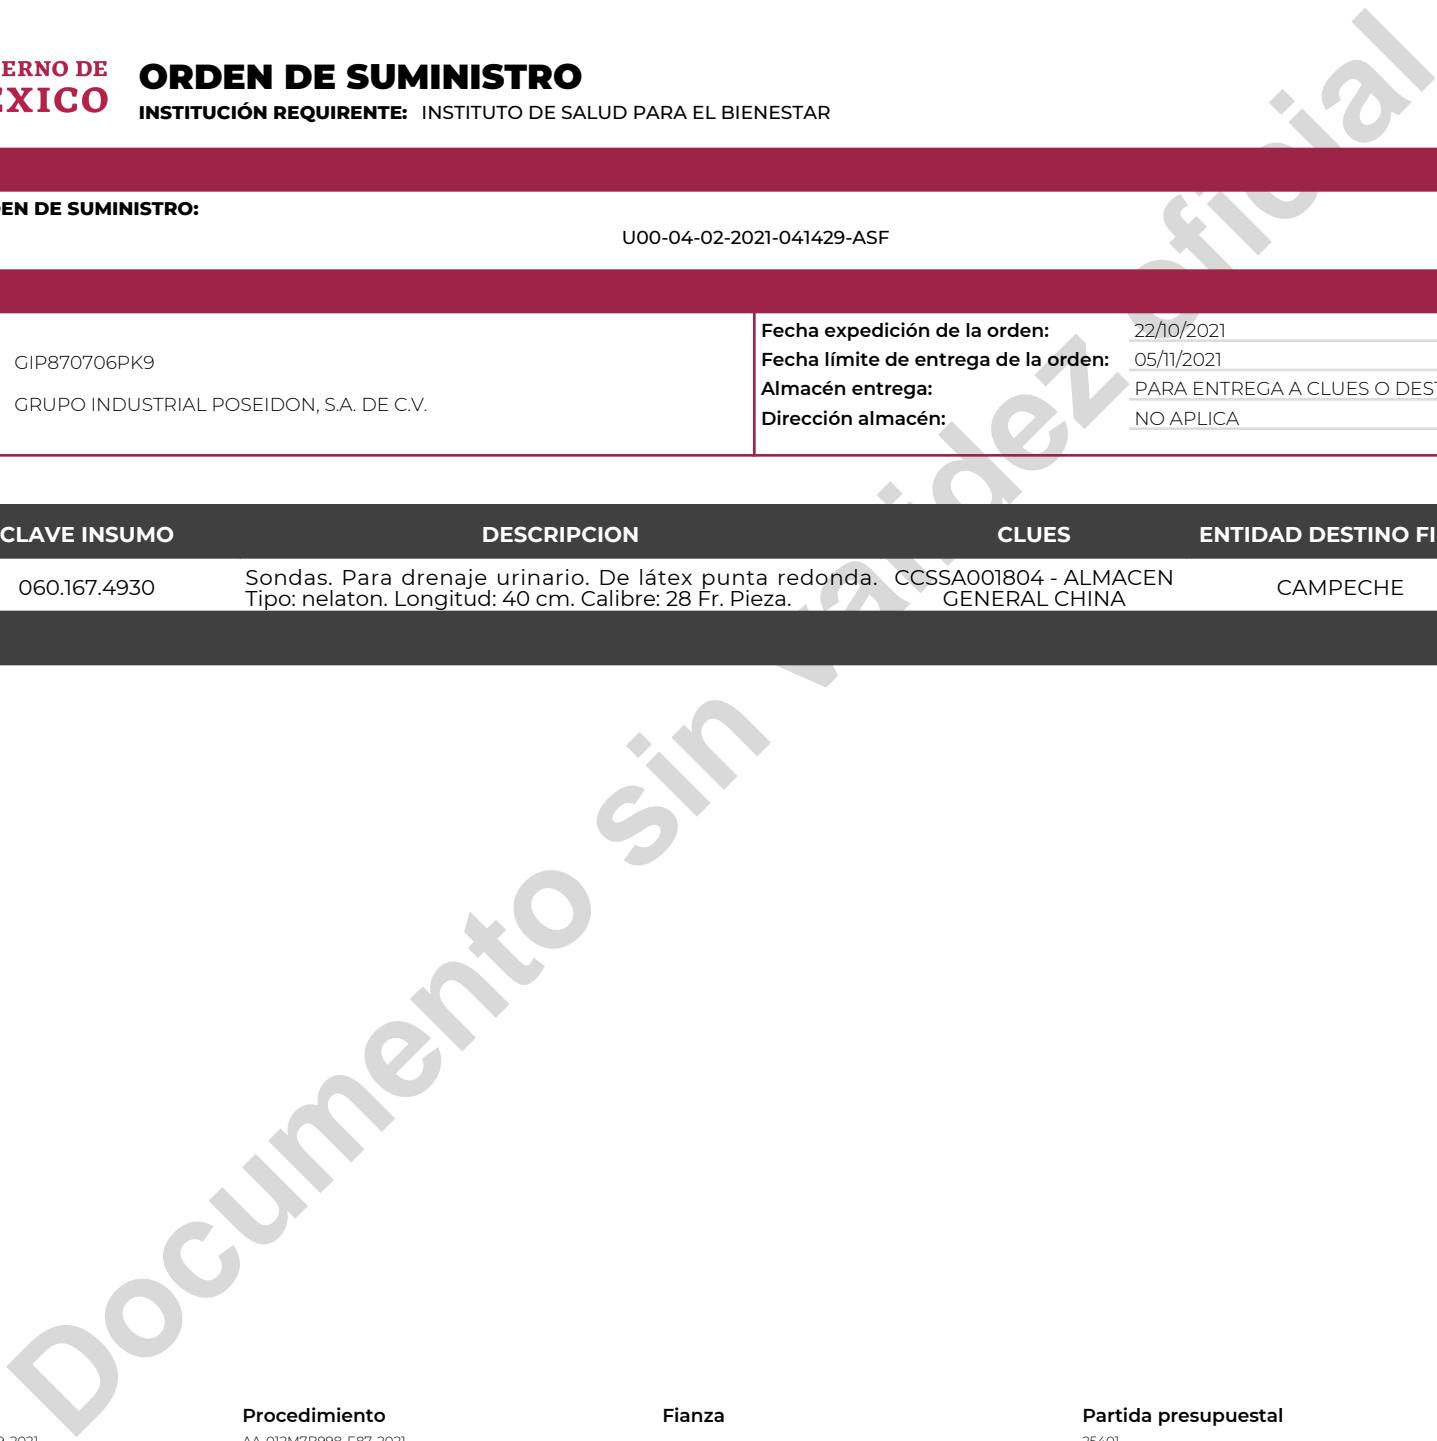 ERNO DE
ÉXICO
ORDEN DE SUMINISTRO
INSTITUCIÓN REQUIRENTE: INSTITUTO DE SALUD PARA EL BIENESTAR
EN DE SUMINISTRO:
U00-04-02-2021-041429-ASF
GIP870706PK9
GRUPO INDUSTRIAL POSEIDON, S.A. DE C.V.
Fecha expedición de la orden: 22/10/2021
Fecha límite de entrega de la orden: 05/11/2021
Almacén entrega: PARA ENTREGA A CLUES O DEST
Dirección almacén: NO APLICA
CLAVE INSUMO DESCRIPCION CLUES ENTIDAD DESTINO FI
060.167.4930 Sondas. Para drenaje urinario. De látex punta redonda. Tipo: nelaton. Longitud: 40 cm. Calibre: 28 Fr. Pieza. CCSSA001804 - ALMACEN GENERAL CHINA CAMPECHE
Documento sin validez oficial
Procedimiento Fianza Partida presupuestal